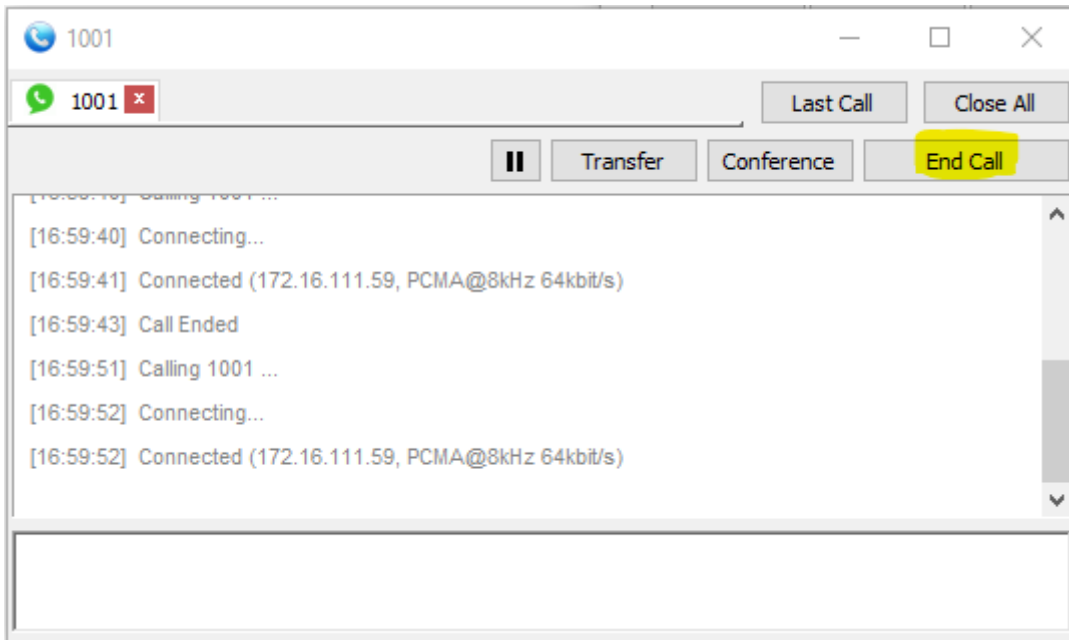 1001
1001 x
Last Call
Close All
Transfer
Conference
End Call
Calling 1001 ...
[16:59:40] Connecting...
[16:59:41] Connected (172.16.111.59, PCMA@8kHz 64kbit/s)
[16:59:43] Call Ended
[16:59:51] Calling 1001 ...
[16:59:52] Connecting...
[16:59:52] Connected (172.16.111.59, PCMA@8kHz 64kbit/s)